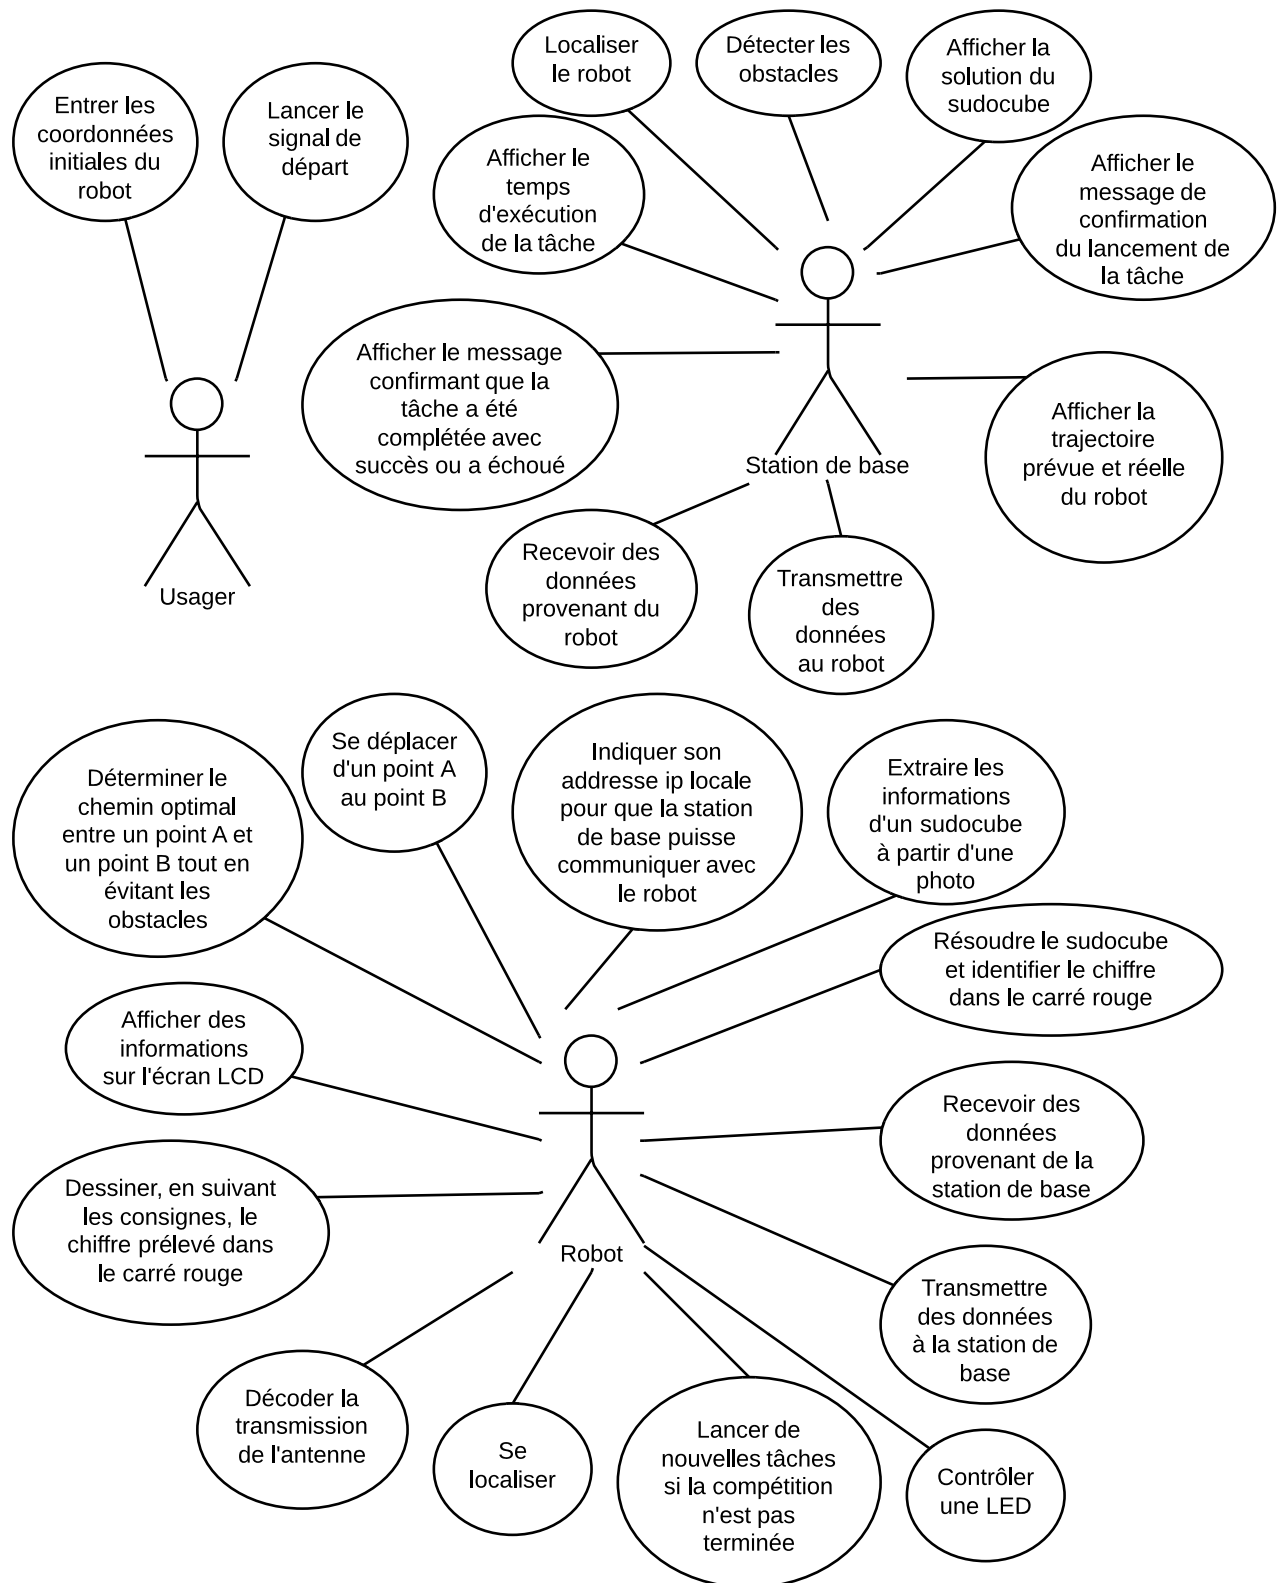 Localiser
le robot
Détecter les
obstacles
Afficher la
solution du
sudocube
Entrer les
coordonnées
initiales du
robot
Lancer le
signal de
départ
Afficher le
temps
d'exécution
de la tâche
Afficher le
message de
confirmation
du lancement de
la tâche
Afficher le message
confirmant que la
tâche a été
complétée avec
succès ou a échoué
Station de base
Afficher la
trajectoire
prévue et réelle
du robot
Usager
Recevoir des
données
provenant du
robot
Transmettre
des
données
au robot
Déterminer le
chemin optimal
entre un point A et
un point B tout en
évitant les
obstacles
Se déplacer
d'un point A
au point B
Indiquer son
addresse ip locale
pour que la station
de base puisse
communiquer avec
le robot
Extraire les
informations
d'un sudocube
à partir d'une
photo
Résoudre le sudocube
et identifier le chiffre
dans le carré rouge
Afficher des
informations
sur l'écran LCD
Recevoir des
données
provenant de la
station de base
Dessiner, en suivant
les consignes, le
chiffre prélevé dans
le carré rouge
Robot
Transmettre
des données
à la station de
base
Décoder la
transmission
de l'antenne
Se
localiser
Lancer de
nouvelles tâches
si la compétition
n'est pas
terminée
Contrôler
une LED